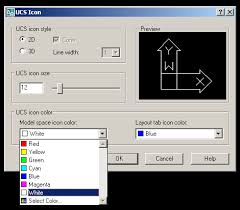 UCS Icon
UCS icon style
2D
Cone
3D
Line width:
1
Preview
Y
W
X
UCS icon size
12
UCS icon color:
Model space icon color:
White
Layout tab icon color:
Blue
Red
Yellow
Green
Cyan
Blue
Magenta
White
Select Color...
OK
Cancel
Help